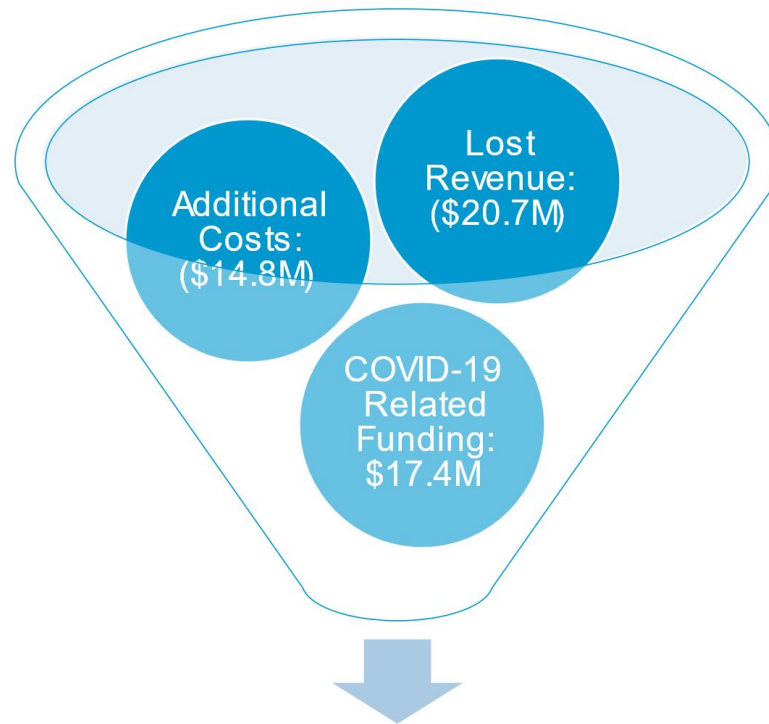 Additional
Costs:
($14.8M)
Lost
Revenue:
($20.7M)
COVID-19
Related
Funding:
$17.4M